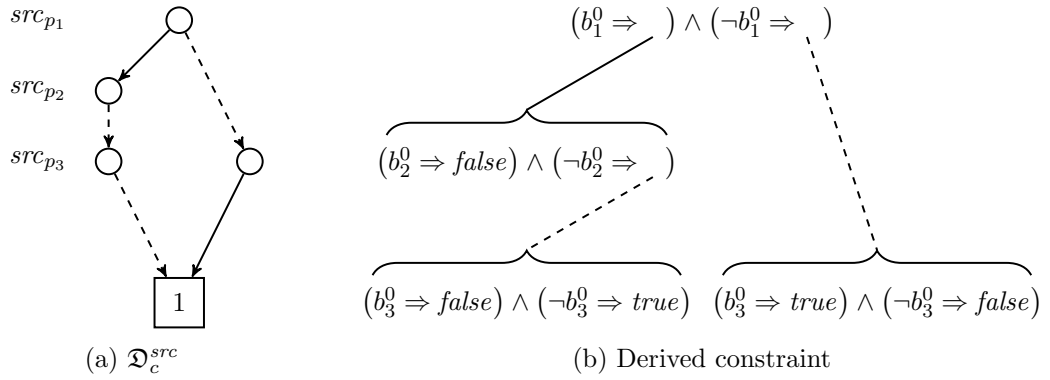 src_{p_1}
(b_1^0 ⇒ ) ∧ (¬b_1^0 ⇒ )
src_{p_2}
src_{p_3}
(b_2^0 ⇒ false) ∧ (¬b_2^0 ⇒ )
1
(b_3^0 ⇒ false) ∧ (¬b_3^0 ⇒ true)
(b_3^0 ⇒ true) ∧ (¬b_3^0 ⇒ false)
(a) 𝔇_c^{src}
(b) Derived constraint